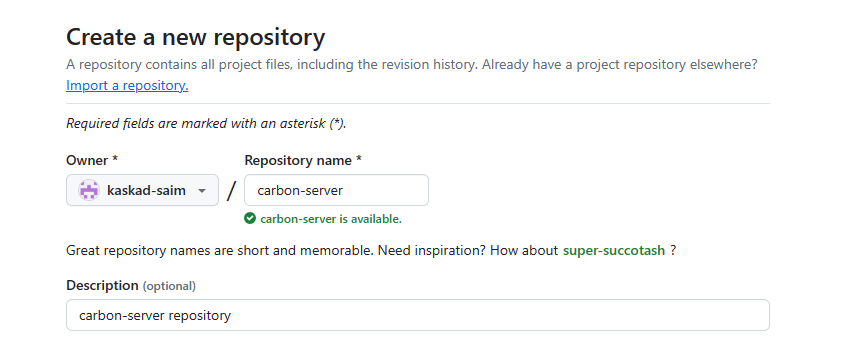 Create a new repository
A repository contains all project files, including the revision history. Already have a project repository elsewhere?
Import a repository.
Required fields are marked with an asterisk (*).
Owner *
Repository name *
kaskad-saim
/
carbon-server
carbon-server is available.
Great repository names are short and memorable. Need inspiration? How about super-succotash ?
Description (optional)
carbon-server repository